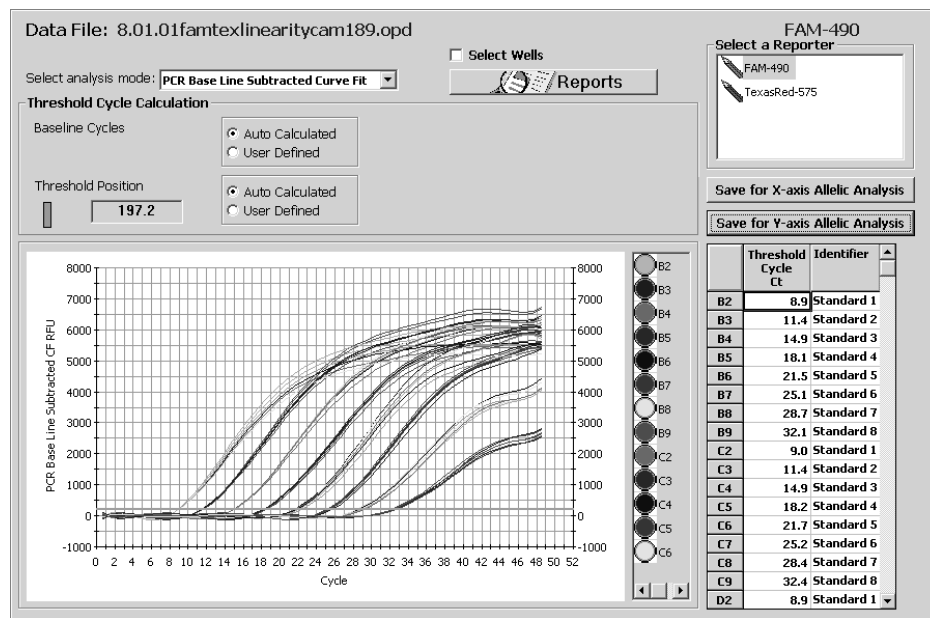 Data File: 8.01.01famtexlinearitycam189.opd
FAM-490
Select Wells
Select analysis mode: PCR Base Line Subtracted Curve Fit
Reports
Select a Reporter
FAM-490
TexasRed-575
Threshold Cycle Calculation
Baseline Cycles
Auto Calculated
User Defined
Threshold Position
197.2
Auto Calculated
User Defined
Save for X-axis Allelic Analysis
Save for Y-axis Allelic Analysis
PCR Base Line Subtracted CF RFU
8000 8000
7000 7000
6000 6000
5000 5000
4000 4000
3000 3000
2000 2000
1000 1000
0 0
-1000 -1000
0 2 4 6 8 10 12 14 16 18 20 22 24 26 28 30 32 34 36 38 40 42 44 46 48 50 52
Cycle
B2
B3
B4
B5
B6
B7
B8
B9
C2
C3
C4
C5
C6
Threshold Cycle Ct Identifier
B2 8.9 Standard 1
B3 11.4 Standard 2
B4 14.9 Standard 3
B5 18.1 Standard 4
B6 21.5 Standard 5
B7 25.1 Standard 6
B8 28.7 Standard 7
B9 32.1 Standard 8
C2 9.0 Standard 1
C3 11.4 Standard 2
C4 14.9 Standard 3
C5 18.2 Standard 4
C6 21.7 Standard 5
C7 25.2 Standard 6
C8 28.4 Standard 7
C9 32.4 Standard 8
D2 8.9 Standard 1